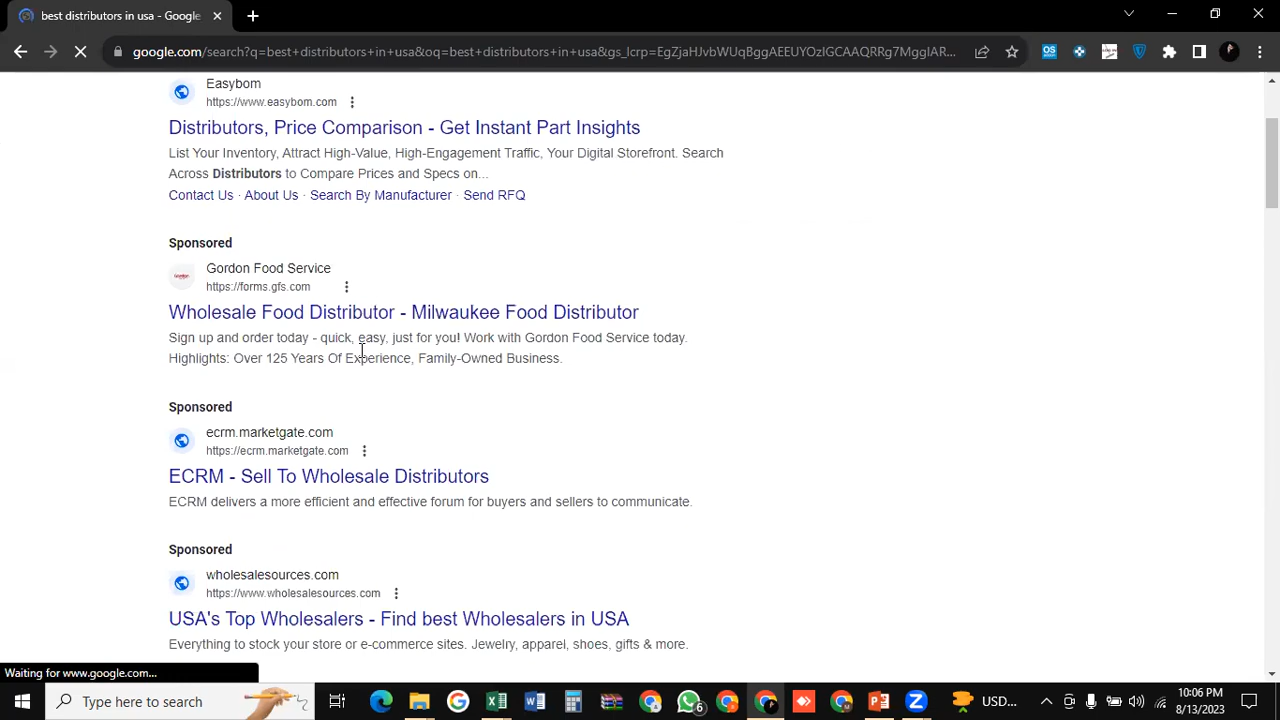 best distributors in usa - Google
google.com/search?q=best+distributors+in+usa&oq=best+distributors+in+usa&gs_lcrp=EgZjaHJvbWUqBggAEEUYOzIGCAAQRRg7MggIAR...
Easybom
https://www.easybom.com
Distributors, Price Comparison - Get Instant Part Insights
List Your Inventory, Attract High-Value, High-Engagement Traffic, Your Digital Storefront. Search
Across Distributors to Compare Prices and Specs on...
Contact Us · About Us · Search By Manufacturer · Send RFQ
Sponsored
Gordon Food Service
https://forms.gfs.com
Wholesale Food Distributor - Milwaukee Food Distributor
Sign up and order today - quick, easy, just for you! Work with Gordon Food Service today.
Highlights: Over 125 Years Of Experience, Family-Owned Business.
Sponsored
ecrm.marketgate.com
https://ecrm.marketgate.com
ECRM - Sell To Wholesale Distributors
ECRM delivers a more efficient and effective forum for buyers and sellers to communicate.
Sponsored
wholesalesources.com
https://www.wholesalesources.com
USA's Top Wholesalers - Find best Wholesalers in USA
Everything to stock your store or e-commerce sites. Jewelry, apparel, shoes, gifts & more.
Waiting for www.google.com...
Type here to search
6
USD...
10:06 PM
8/13/2023